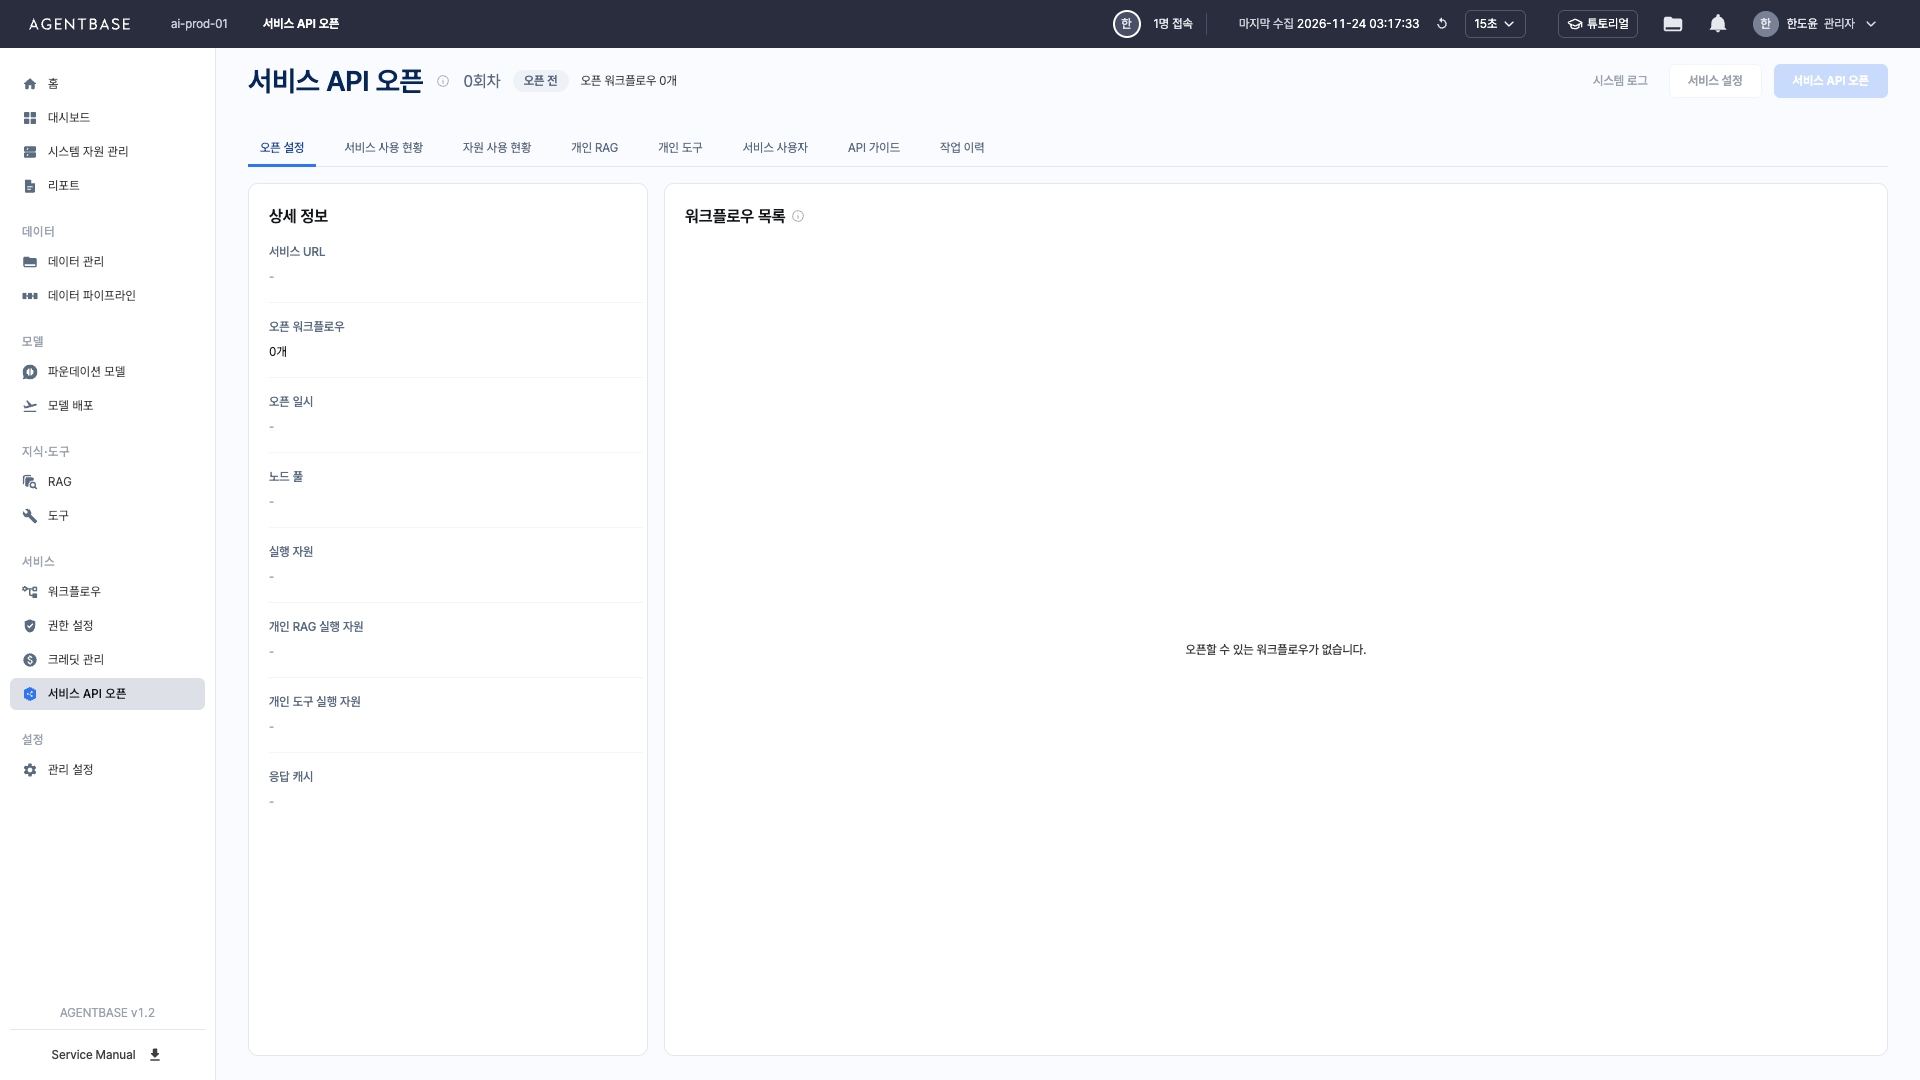 AGENTBASE ai-prod-01 서비스 API 오픈 한 1명 접속 마지막 수집 2026-11-24 03:17:33 15초 튜토리얼 한 한도윤 관리자
홈
대시보드
시스템 자원 관리
리포트
데이터
데이터 관리
데이터 파이프라인
모델
파운데이션 모델
모델 배포
지식·도구
RAG
도구
서비스
워크플로우
권한 설정
크레딧 관리
서비스 API 오픈
설정
관리 설정
AGENTBASE v1.2
Service Manual
서비스 API 오픈 0회차 오픈 전 오픈 워크플로우 0개 시스템 로그 서비스 설정 서비스 API 오픈
오픈 설정 서비스 사용 현황 자원 사용 현황 개인 RAG 개인 도구 서비스 사용자 API 가이드 작업 이력
상세 정보
서비스 URL
-
오픈 워크플로우
0개
오픈 일시
-
노드 풀
-
실행 자원
-
개인 RAG 실행 자원
-
개인 도구 실행 자원
-
응답 캐시
-
워크플로우 목록
오픈할 수 있는 워크플로우가 없습니다.